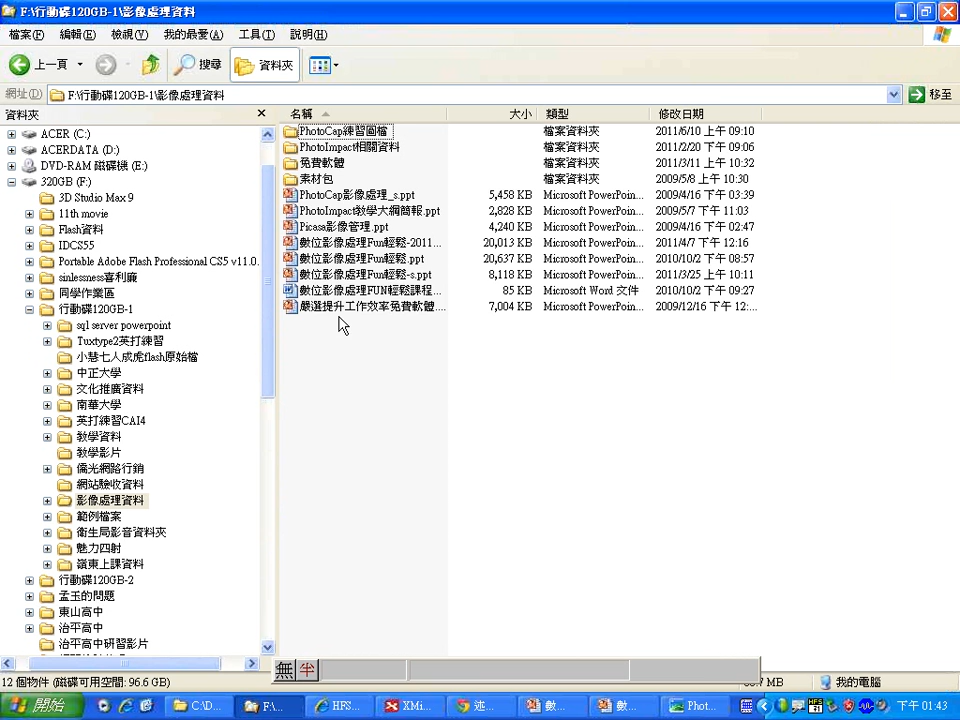 F:\行動碟120GB-1\影像處理資料
檔案(F) 編輯(E) 檢視(V) 我的最愛(A) 工具(T) 說明(H)
上一頁 搜尋 資料夾
網址(D) F:\行動碟120GB-1\影像處理資料 移至
資料夾
ACER (C:)
ACERDATA (D:)
DVD-RAM 磁碟機 (E:)
320GB (F:)
3D Studio Max 9
11th movie
Flash資料
IDCS55
Portable Adobe Flash Professional CS5 v11.0.
sinlessness喜利廉
同學作業區
行動碟120GB-1
sql server powerpoint
Tuxtype2英打練習
小慧七人成虎flash原始檔
中正大學
文化推廣資料
南華大學
英打練習CAI4
教學資料
教學影片
僑光網路行銷
網站驗收資料
影像處理資料
範例檔案
衛生局影音資料夾
魅力四射
嶺東上課資料
行動碟120GB-2
孟玉的問題
東山高中
治平高中
治平高中研習影片
名稱 大小 類型 修改日期
PhotoCap練習圖檔 檔案資料夾 2011/6/10 上午 09:10
PhotoImpact相關資料 檔案資料夾 2011/2/20 下午 09:06
免費軟體 檔案資料夾 2011/3/11 上午 10:32
素材包 檔案資料夾 2009/5/8 上午 10:30
PhotoCap影像處理_s.ppt 5,458 KB Microsoft PowerPoin... 2009/4/16 下午 03:39
PhotoImpact教學大綱簡報.ppt 2,828 KB Microsoft PowerPoin... 2009/5/7 下午 11:03
Picasa影像管理.ppt 4,240 KB Microsoft PowerPoin... 2009/4/16 下午 02:47
數位影像處理Fun輕鬆-2011... 20,013 KB Microsoft PowerPoin... 2011/4/7 下午 12:16
數位影像處理Fun輕鬆.ppt 20,637 KB Microsoft PowerPoin... 2010/10/2 下午 08:57
數位影像處理Fun輕鬆-s.ppt 8,118 KB Microsoft PowerPoin... 2011/3/25 上午 10:11
數位影像處理FUN輕鬆課程... 85 KB Microsoft Word 文件 2010/10/2 下午 09:27
嚴選提升工作效率免費軟體.... 7,004 KB Microsoft PowerPoin... 2009/12/16 下午 12:...
無 半
12 個物件 (磁碟可用空間: 96.6 GB) MB 我的電腦
開始 C:\D... F:\... HFS... XMi... 數... 數... Phot... 下午 01:43